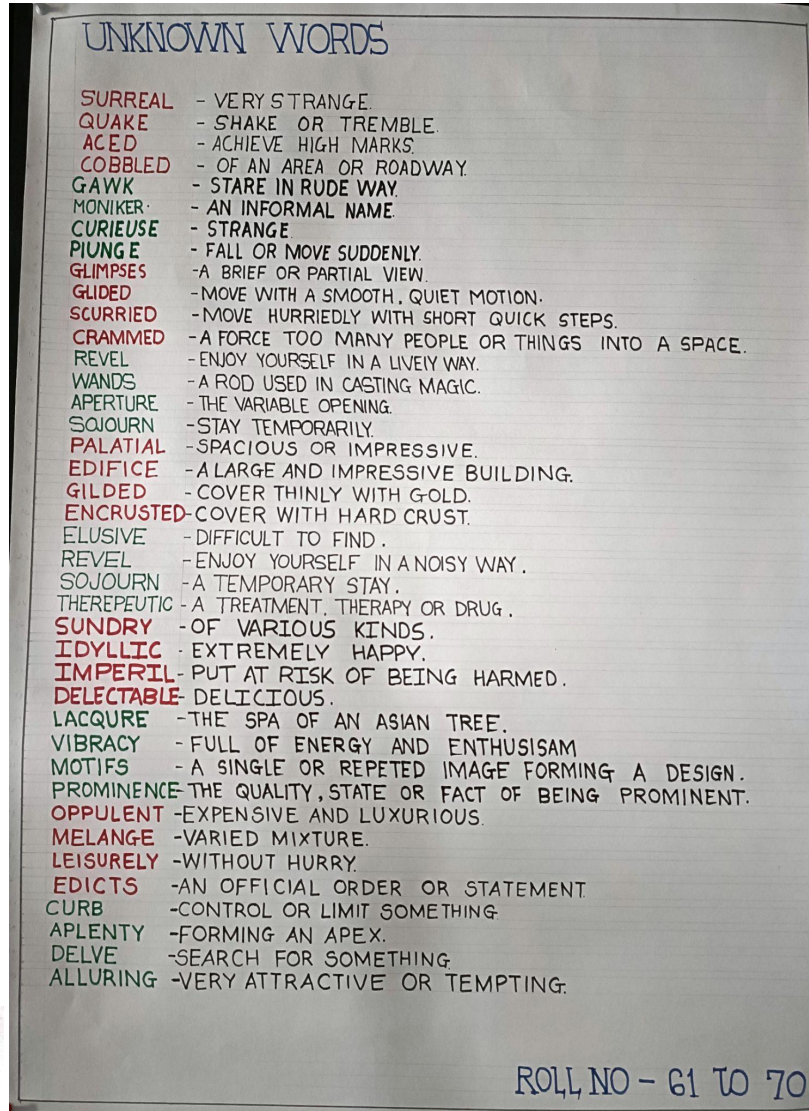 UNKNOWN WORDS
SURREAL - VERY STRANGE.
QUAKE - SHAKE OR TREMBLE.
ACED - ACHIEVE HIGH MARKS.
COBBLED - OF AN AREA OR ROADWAY.
GAWK - STARE IN RUDE WAY.
MONIKER - AN INFORMAL NAME.
CURIEUSE - STRANGE.
PIUNGE - FALL OR MOVE SUDDENLY.
GLIMPSES - A BRIEF OR PARTIAL VIEW.
GLIDED - MOVE WITH A SMOOTH, QUIET MOTION.
SCURRIED - MOVE HURRIEDLY WITH SHORT QUICK STEPS.
CRAMMED - A FORCE TOO MANY PEOPLE OR THINGS INTO A SPACE.
REVEL - ENJOY YOURSELF IN A LIVELY WAY.
WANDS - A ROD USED IN CASTING MAGIC.
APERTURE - THE VARIABLE OPENING.
SOJOURN - STAY TEMPORARILY.
PALATIAL - SPACIOUS OR IMPRESSIVE.
EDIFICE - A LARGE AND IMPRESSIVE BUILDING.
GILDED - COVER THINLY WITH GOLD.
ENCRUSTED - COVER WITH HARD CRUST.
ELUSIVE - DIFFICULT TO FIND.
REVEL - ENJOY YOURSELF IN A NOISY WAY.
SOJOURN - A TEMPORARY STAY.
THEREPEUTIC - A TREATMENT, THERAPY OR DRUG.
SUNDRY - OF VARIOUS KINDS.
IDYLLIC - EXTREMELY HAPPY.
IMPERIL - PUT AT RISK OF BEING HARMED.
DELECTABLE - DELICIOUS.
LACQURE - THE SPA OF AN ASIAN TREE.
VIBRACY - FULL OF ENERGY AND ENTHUSISAM
MOTIFS - A SINGLE OR REPETED IMAGE FORMING A DESIGN.
PROMINENCE - THE QUALITY, STATE OR FACT OF BEING PROMINENT.
OPPULENT - EXPENSIVE AND LUXURIOUS.
MELANGE - VARIED MIXTURE.
LEISURELY - WITHOUT HURRY.
EDICTS - AN OFFICIAL ORDER OR STATEMENT
CURB - CONTROL OR LIMIT SOMETHING
APLENTY - FORMING AN APEX.
DELVE - SEARCH FOR SOMETHING
ALLURING - VERY ATTRACTIVE OR TEMPTING.
ROLL NO - 61 TO 70